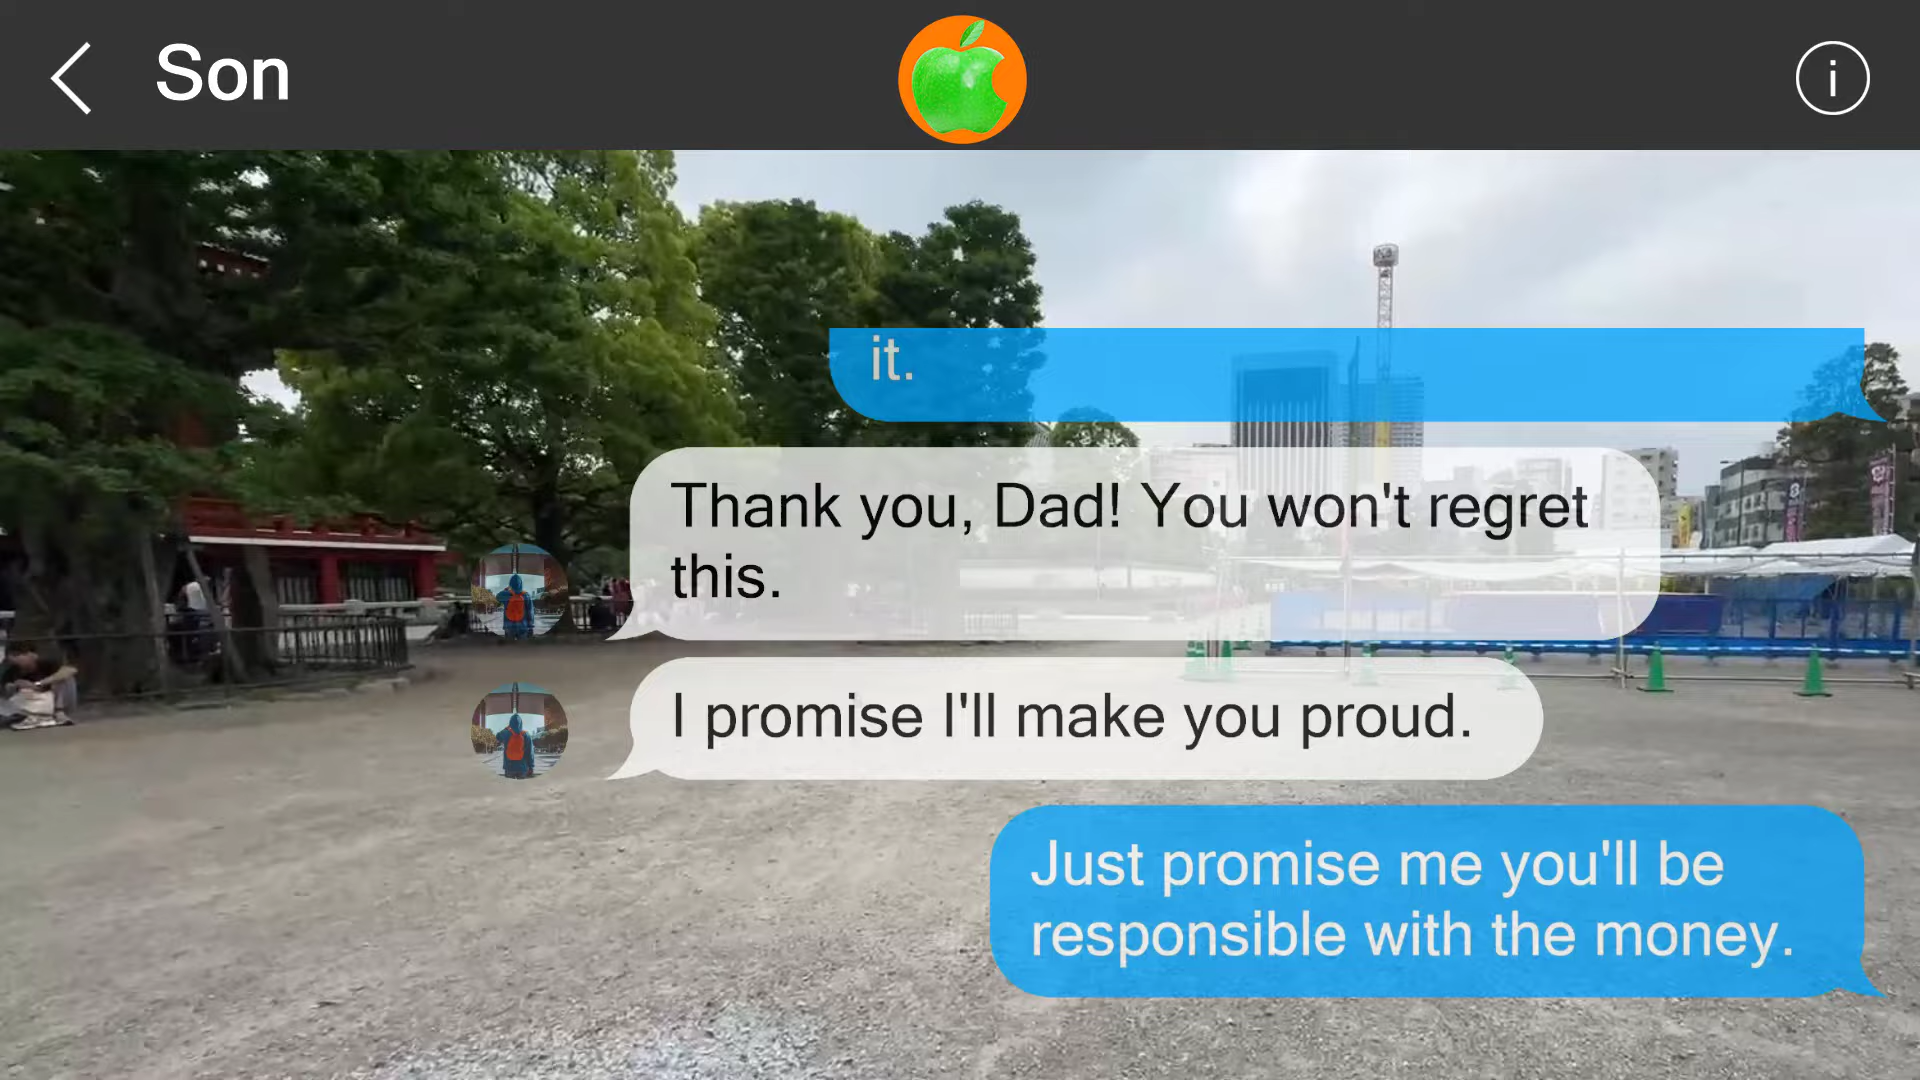 Son
it.
Thank you, Dad! You won't regret
this.
I promise I'll make you proud.
Just promise me you'll be
responsible with the money.